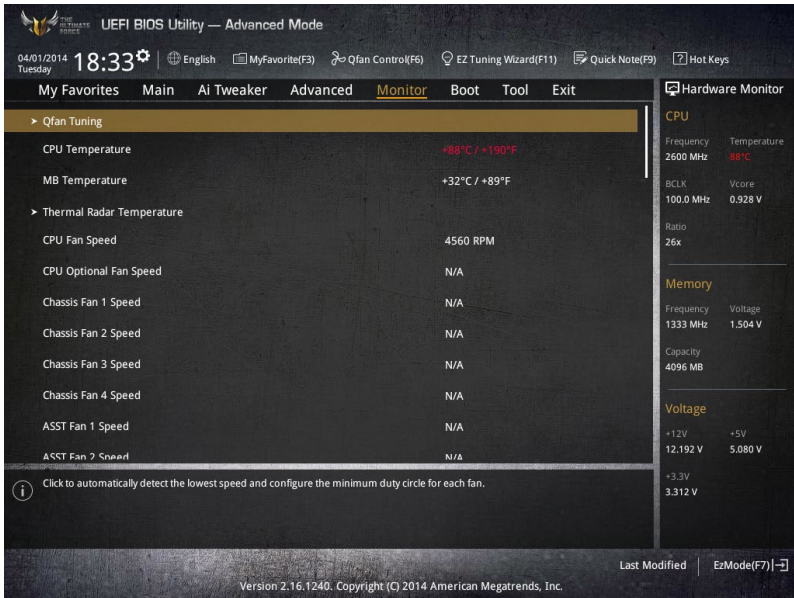 THE ULTIMATE FORCE
UEFI BIOS Utility — Advanced Mode
04/01/2014
Tuesday
18:33
English
MyFavorite(F3)
Qfan Control(F6)
EZ Tuning Wizard(F11)
Quick Note(F9)
? Hot Keys
My Favorites
Main
Ai Tweaker
Advanced
Monitor
Boot
Tool
Exit
> Qfan Tuning
CPU Temperature +88°C / +190°F
MB Temperature +32°C / +89°F
> Thermal Radar Temperature
CPU Fan Speed 4560 RPM
CPU Optional Fan Speed N/A
Chassis Fan 1 Speed N/A
Chassis Fan 2 Speed N/A
Chassis Fan 3 Speed N/A
Chassis Fan 4 Speed N/A
ASST Fan 1 Speed N/A
ASST Fan 2 Speed N/A
i Click to automatically detect the lowest speed and configure the minimum duty circle for each fan.
Hardware Monitor
CPU
Frequency Temperature
2600 MHz 88°C
BCLK Vcore
100.0 MHz 0.928 V
Ratio
26x
Memory
Frequency Voltage
1333 MHz 1.504 V
Capacity
4096 MB
Voltage
+12V +5V
12.192 V 5.080 V
+3.3V
3.312 V
Last Modified
EzMode(F7)
Version 2.16.1240. Copyright (C) 2014 American Megatrends, Inc.